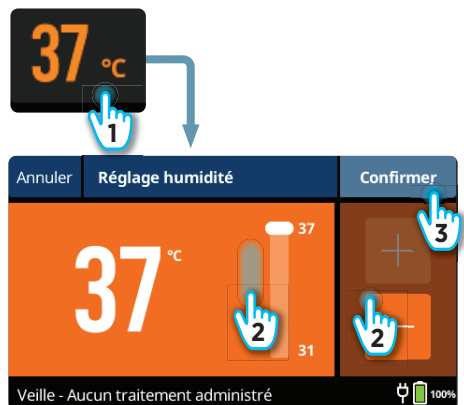 37 °C
1
Annuler Réglage humidité Confirmer
3
37 °C
37
2
2
31
Veille - Aucun traitement administré 100%